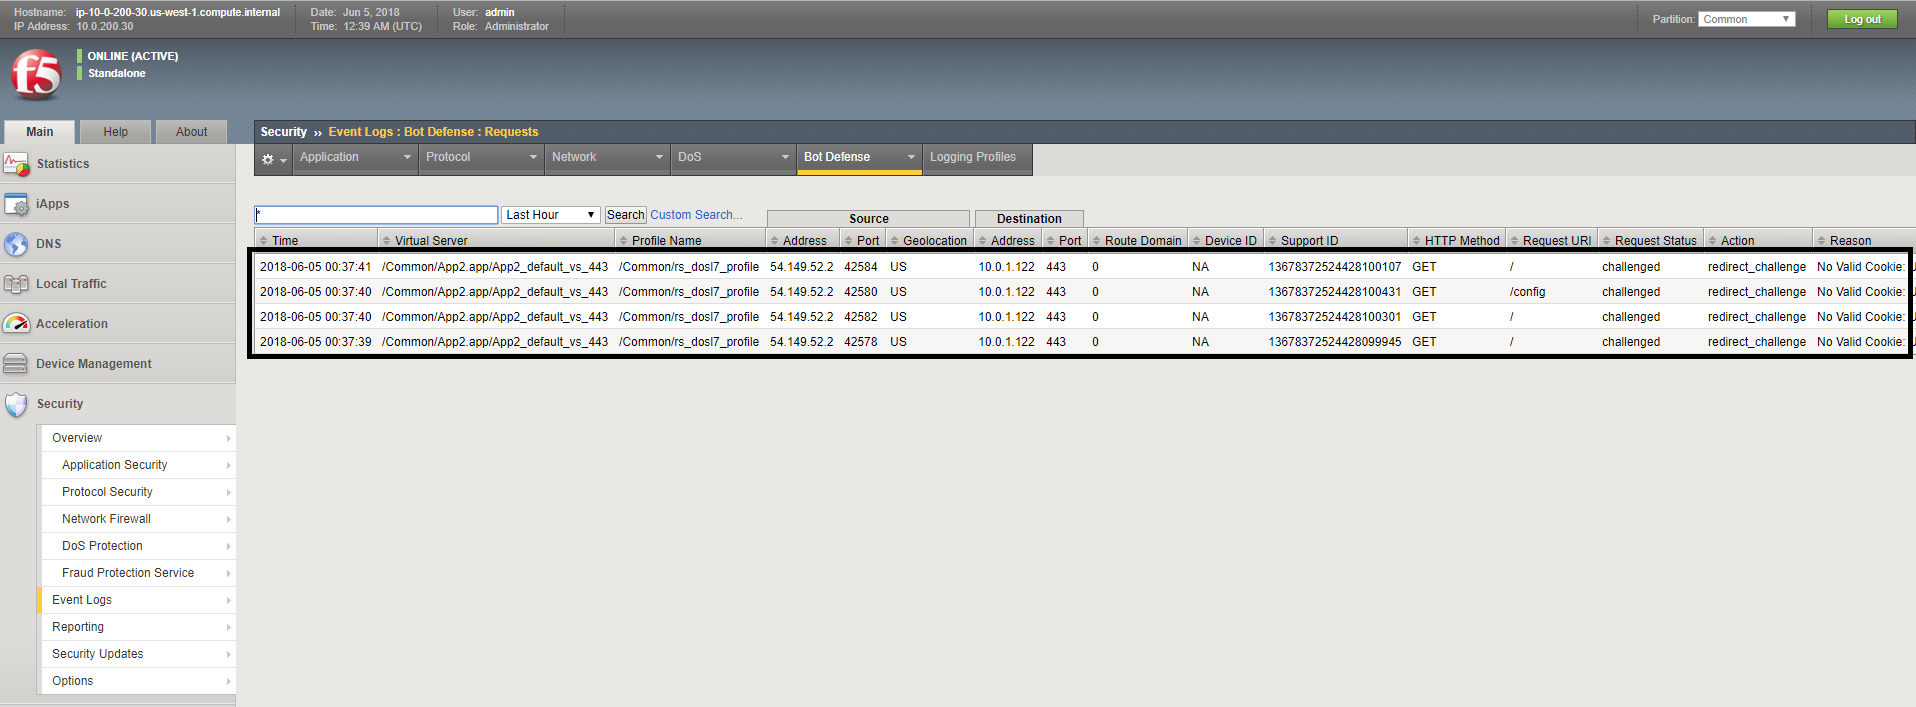 Hostname: ip-10-0-200-30.us-west-1.compute.internal Date: Jun 5, 2018 User: admin
IP Address: 10.0.200.30 Time: 12:39 AM (UTC) Role: Administrator
Partition: Common Log out
f5
ONLINE (ACTIVE)
Standalone
Main Help About
Security ›› Event Logs : Bot Defense : Requests
Application Protocol Network DoS Bot Defense Logging Profiles
Statistics
iApps
DNS
Local Traffic
Acceleration
Device Management
Security
Overview
Application Security
Protocol Security
Network Firewall
DoS Protection
Fraud Protection Service
Event Logs
Reporting
Security Updates
Options
* Last Hour Search Custom Search...
Source Destination
Time Virtual Server Profile Name Address Port Geolocation Address Port Route Domain Device ID Support ID HTTP Method Request URI Request Status Action Reason
2018-06-05 00:37:41 /Common/App2.app/App2_default_vs_443 /Common/rs_dosl7_profile 54.149.52.2 42584 US 10.0.1.122 443 0 NA 13678372524428100107 GET / challenged redirect_challenge No Valid Cookie:
2018-06-05 00:37:40 /Common/App2.app/App2_default_vs_443 /Common/rs_dosl7_profile 54.149.52.2 42580 US 10.0.1.122 443 0 NA 13678372524428100431 GET /config challenged redirect_challenge No Valid Cookie:
2018-06-05 00:37:40 /Common/App2.app/App2_default_vs_443 /Common/rs_dosl7_profile 54.149.52.2 42582 US 10.0.1.122 443 0 NA 13678372524428100301 GET / challenged redirect_challenge No Valid Cookie:
2018-06-05 00:37:39 /Common/App2.app/App2_default_vs_443 /Common/rs_dosl7_profile 54.149.52.2 42578 US 10.0.1.122 443 0 NA 13678372524428099945 GET / challenged redirect_challenge No Valid Cookie: